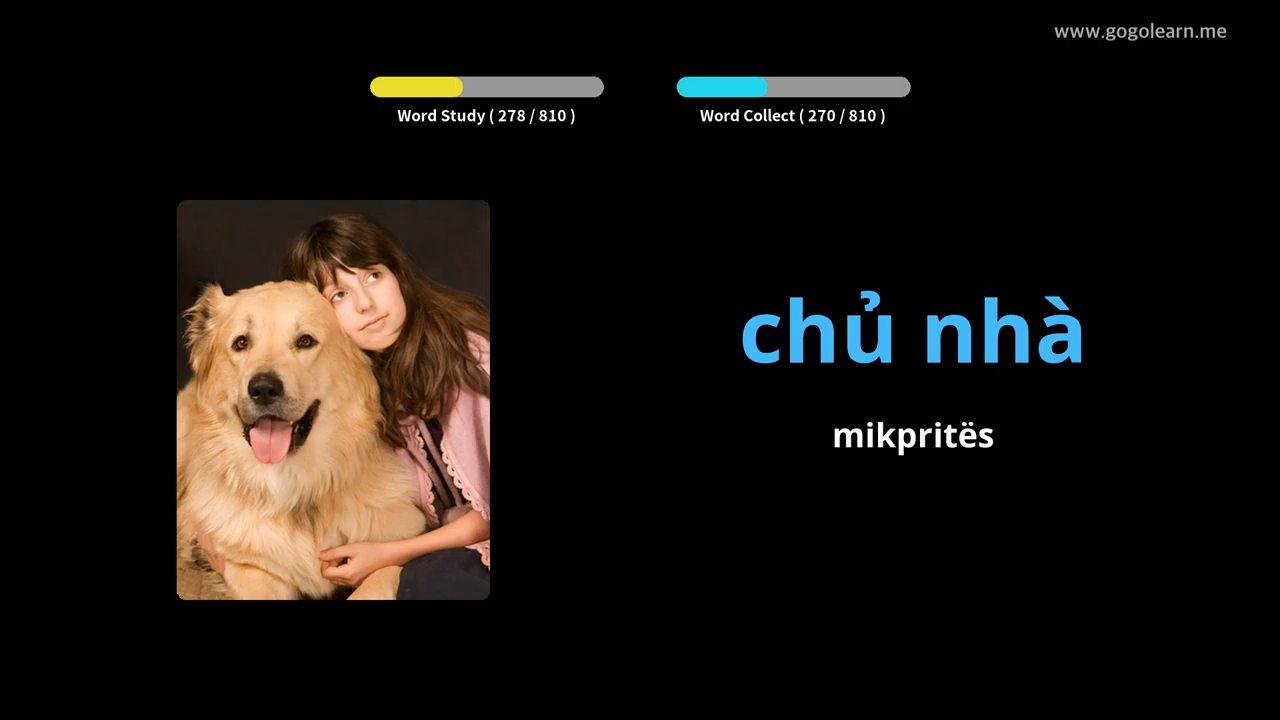 www.gogolearn.me
Word Study ( 278 / 810 )
Word Collect ( 270 / 810 )
chủ nhà
mikpritës